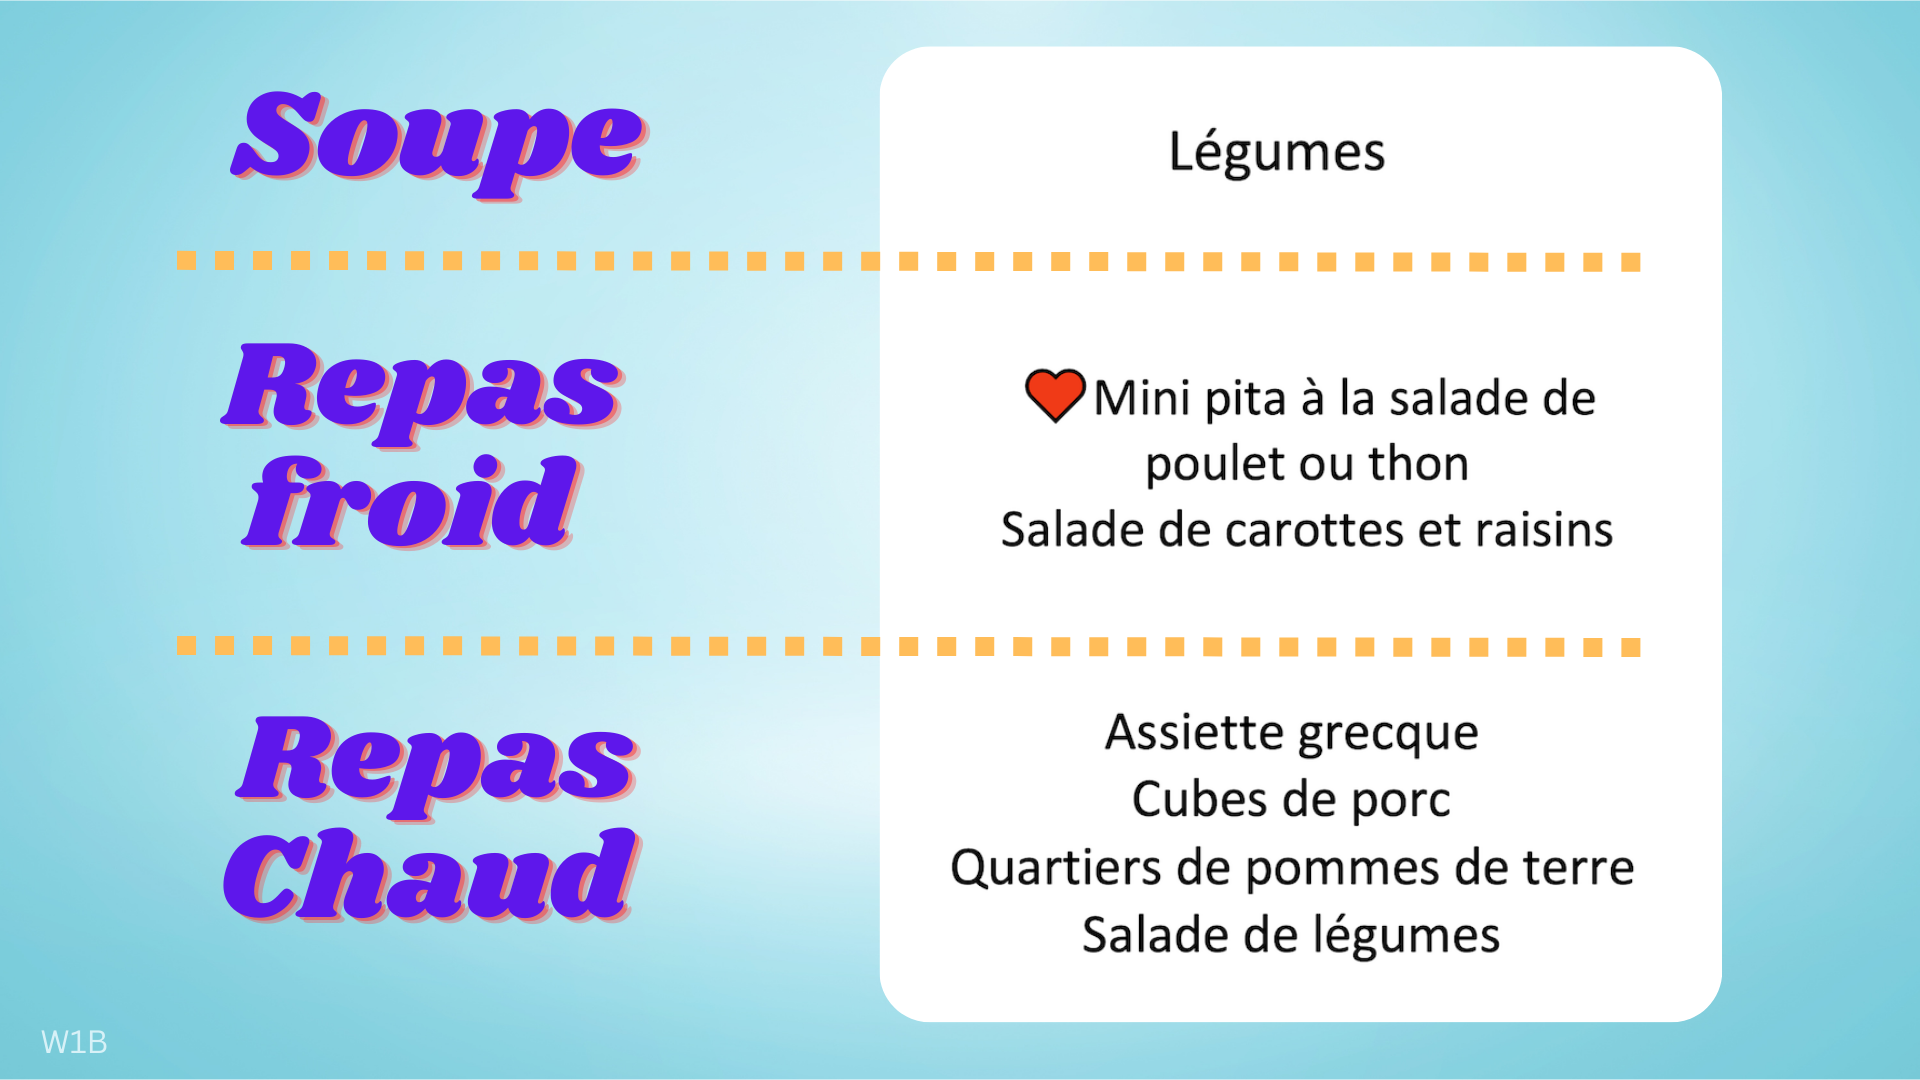 Soupe
Légumes
Repas
froid
Mini pita à la salade de
poulet ou thon
Salade de carottes et raisins
Repas
Chaud
Assiette grecque
Cubes de porc
Quartiers de pommes de terre
Salade de légumes
W1B